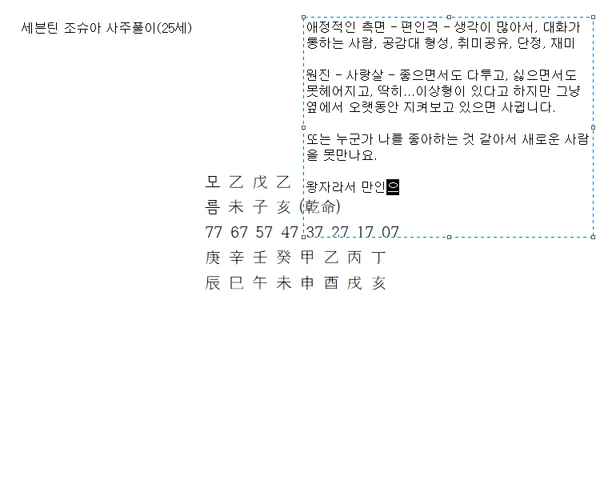 세븐틴 조슈아 사주풀이(25세)
애정적인 측면 - 편인격 - 생각이 많아서, 대화가
통하는 사람, 공감대 형성, 취미공유, 단정, 재미
원진 - 사랑살 - 좋으면서도 다투고, 싫으면서도
못헤어지고, 딱히...이상형이 있다고 하지만 그냥
옆에서 오랫동안 지켜보고 있으면 사귑니다.
또는 누군가 나를 좋아하는 것 같아서 새로운 사람
을 못만나요.
왕자라서 만인으
모 乙 戊 乙
름 未 子 亥 (乾命)
77 67 57 47 37 27 17 07
庚 辛 壬 癸 甲 乙 丙 丁
辰 巳 午 未 申 酉 戌 亥